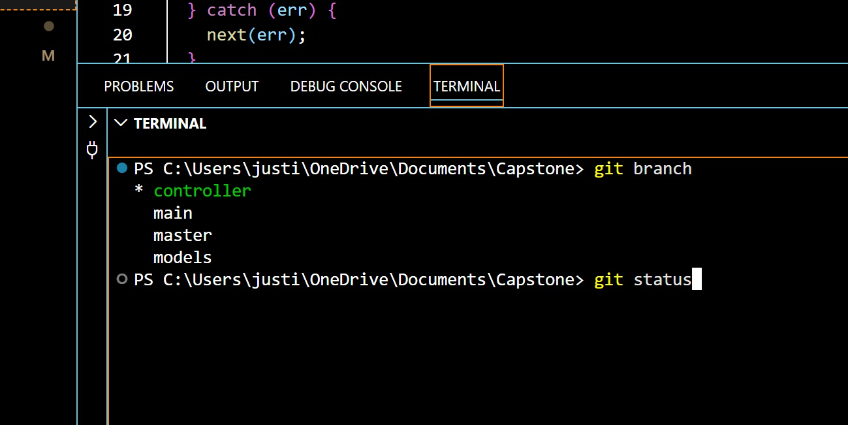 19 } catch (err) {
M 20 next(err);
21 }
PROBLEMS OUTPUT DEBUG CONSOLE TERMINAL
TERMINAL
PS C:\Users\justi\OneDrive\Documents\Capstone> git branch
* controller
main
master
models
PS C:\Users\justi\OneDrive\Documents\Capstone> git status